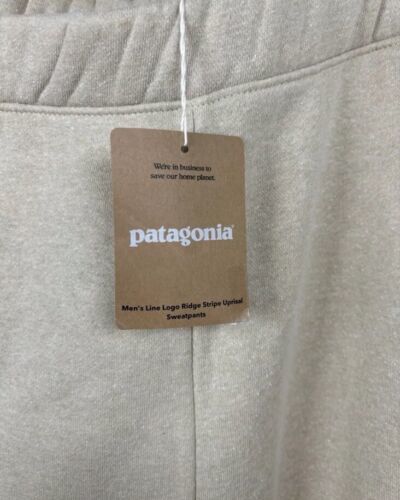 We're in business to
save our home planet.
patagonia
Men's Line Logo Ridge Stripe Uprisal
Sweatpants